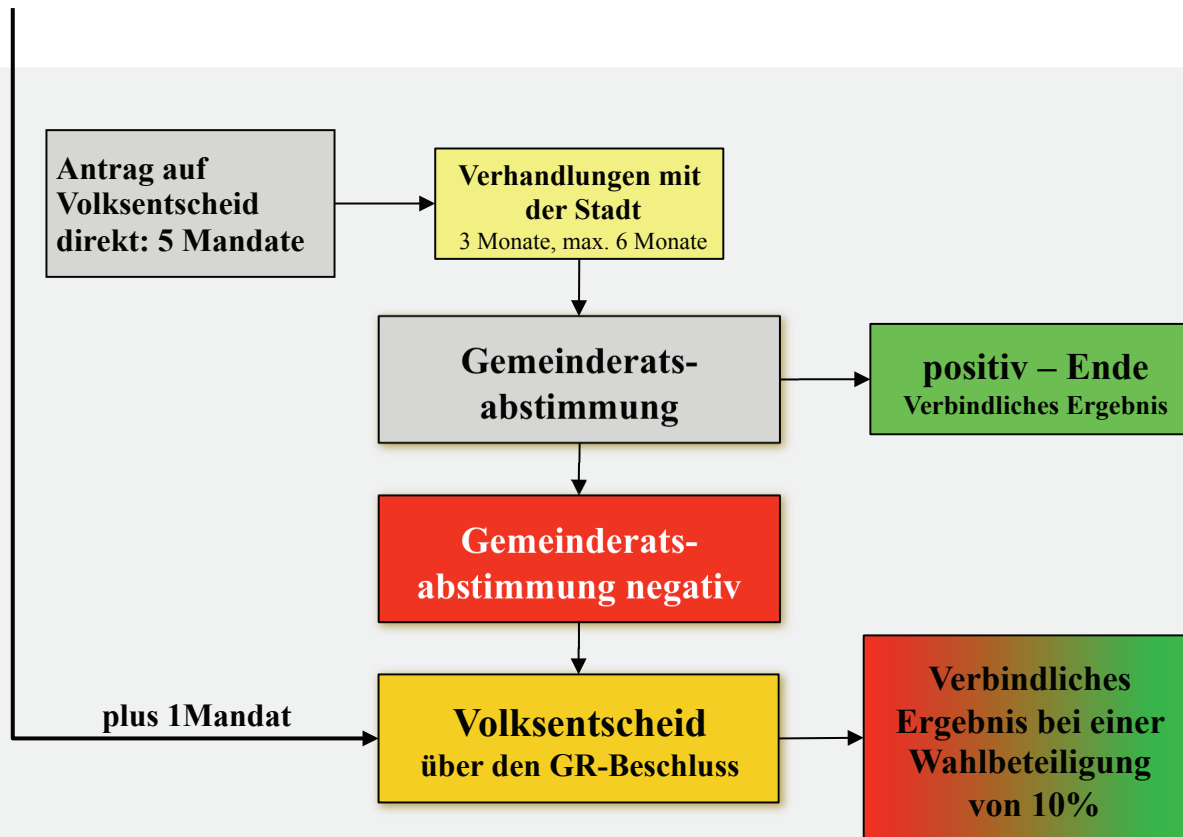 Antrag auf
Volksentscheid
direkt: 5 Mandate
Verhandlungen mit
der Stadt
3 Monate, max. 6 Monate
Gemeinderats-
abstimmung
positiv – Ende
Verbindliches Ergebnis
Gemeinderats-
abstimmung negativ
plus 1Mandat
Volksentscheid
über den GR-Beschluss
Verbindliches
Ergebnis bei einer
Wahlbeteiligung
von 10%